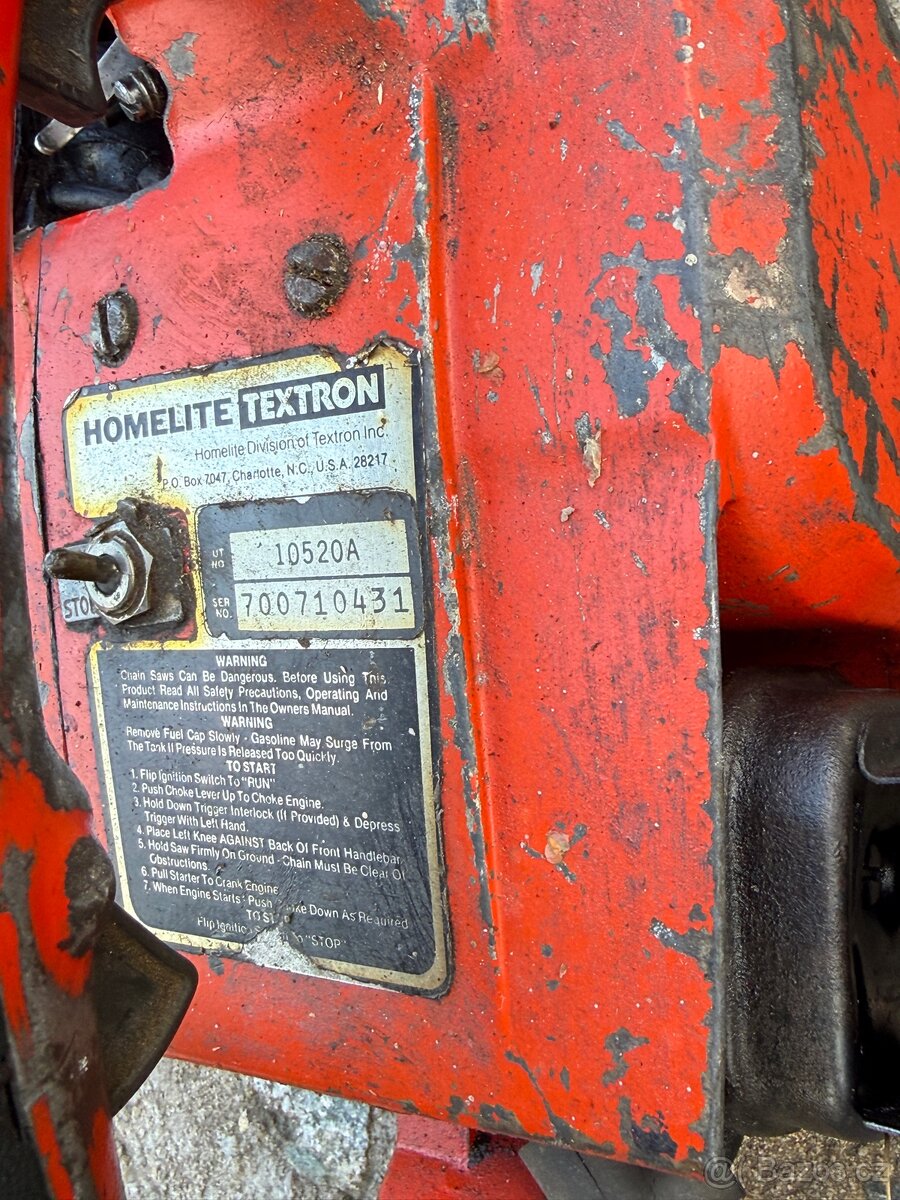 HOMELITE TEXTRON
Homelite Division of Textron Inc
P.O. Box 7047, Charlotte, N.C., U.S.A. 28217
UT NO 10520A
SER NO. 700710431
STO
WARNING
Chain Saws Can Be Dangerous. Before Using This
Product Read All Safety Precautions, Operating And
Maintenance Instructions In The Owners Manual.
WARNING
Remove Fuel Cap Slowly - Gasoline May Surge From
The Tank If Pressure Is Released Too Quickly.
TO START
1. Flip Ignition Switch To "RUN"
2. Push Choke Lever Up To Choke Engine.
3. Hold Down Trigger Interlock (If Provided) & Depress
Trigger With Left Hand.
4. Place Left Knee AGAINST Back Of Front Handlebar
5. Hold Saw Firmly On Ground - Chain Must Be Clear Of
Obstructions.
6. Pull Starter To Crank Engine
7. When Engine Starts Push Down As Required
TO
Flip Ignition "STOP"
Bazos.cz